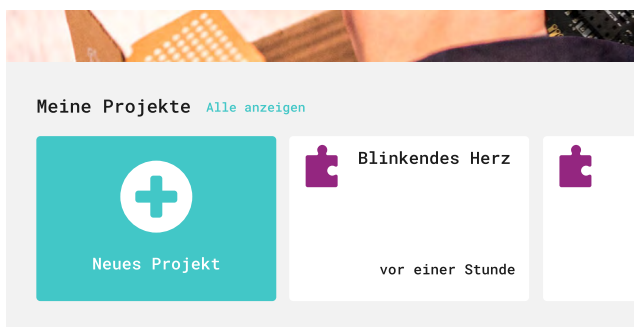 Meine Projekte Alle anzeigen
Blinkendes Herz
Neues Projekt
vor einer Stunde